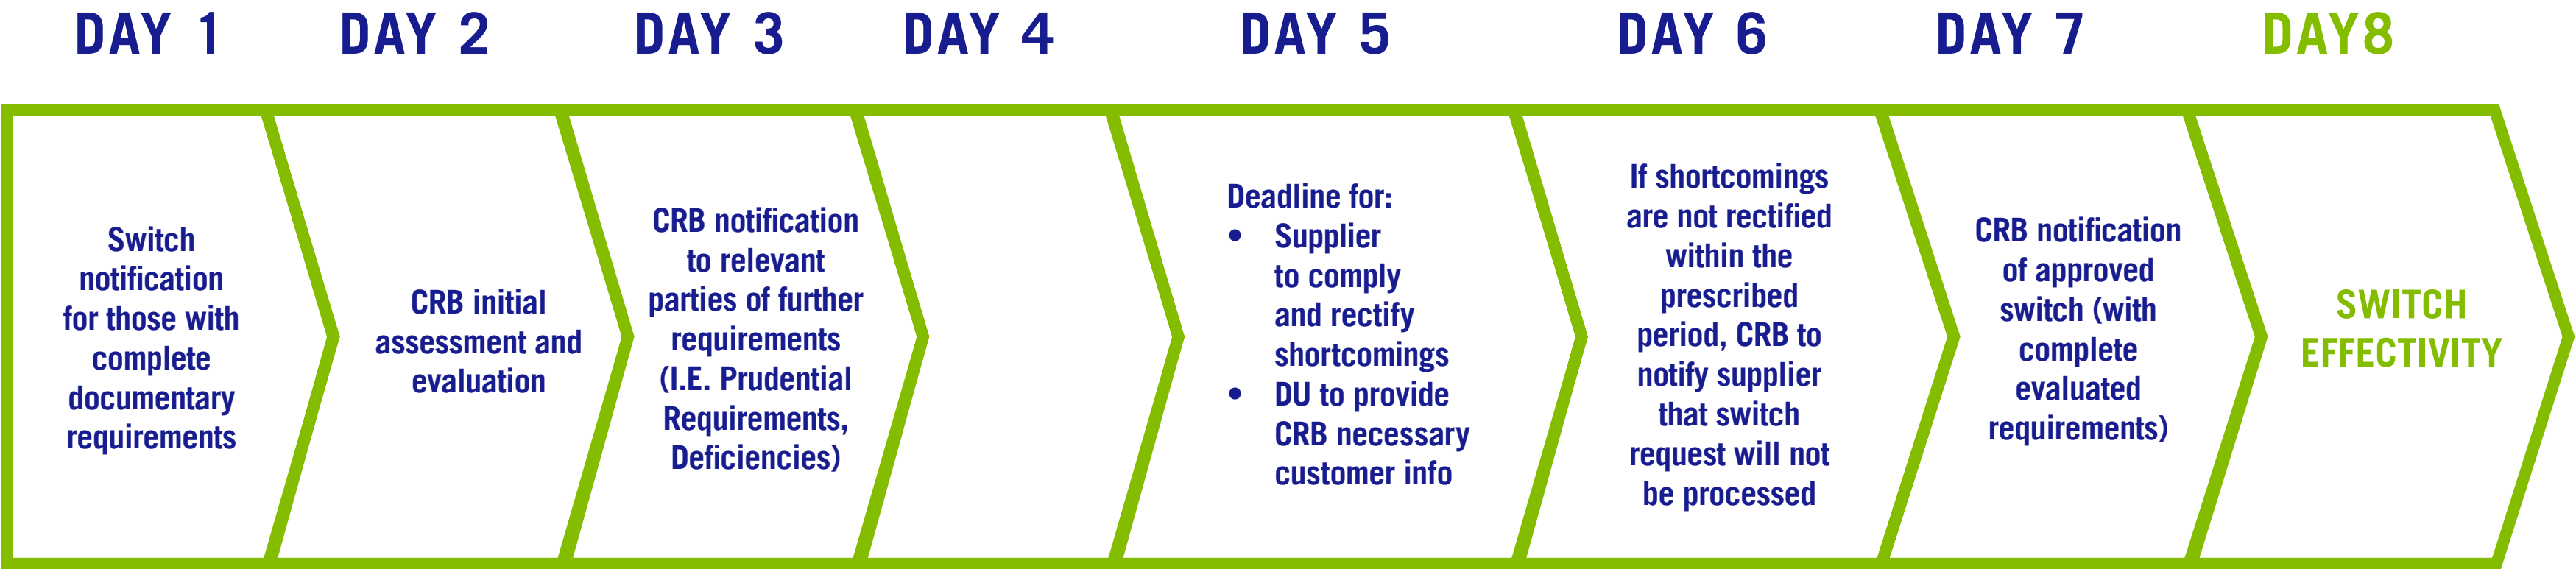 DAY 1
DAY 2
DAY 3
DAY 4
DAY 5
DAY 6
DAY 7
DAY8
Switch
notification
for those with
complete
documentary
requirements
CRB initial
assessment and
evaluation
CRB notification
to relevant
parties of further
requirements
(I.E. Prudential
Requirements,
Deficiencies)
Deadline for:
• Supplier
to comply
and rectify
shortcomings
• DU to provide
CRB necessary
customer info
If shortcomings
are not rectified
within the
prescribed
period, CRB to
notify supplier
that switch
request will not
be processed
CRB notification
of approved
switch (with
complete
evaluated
requirements)
SWITCH
EFFECTIVITY